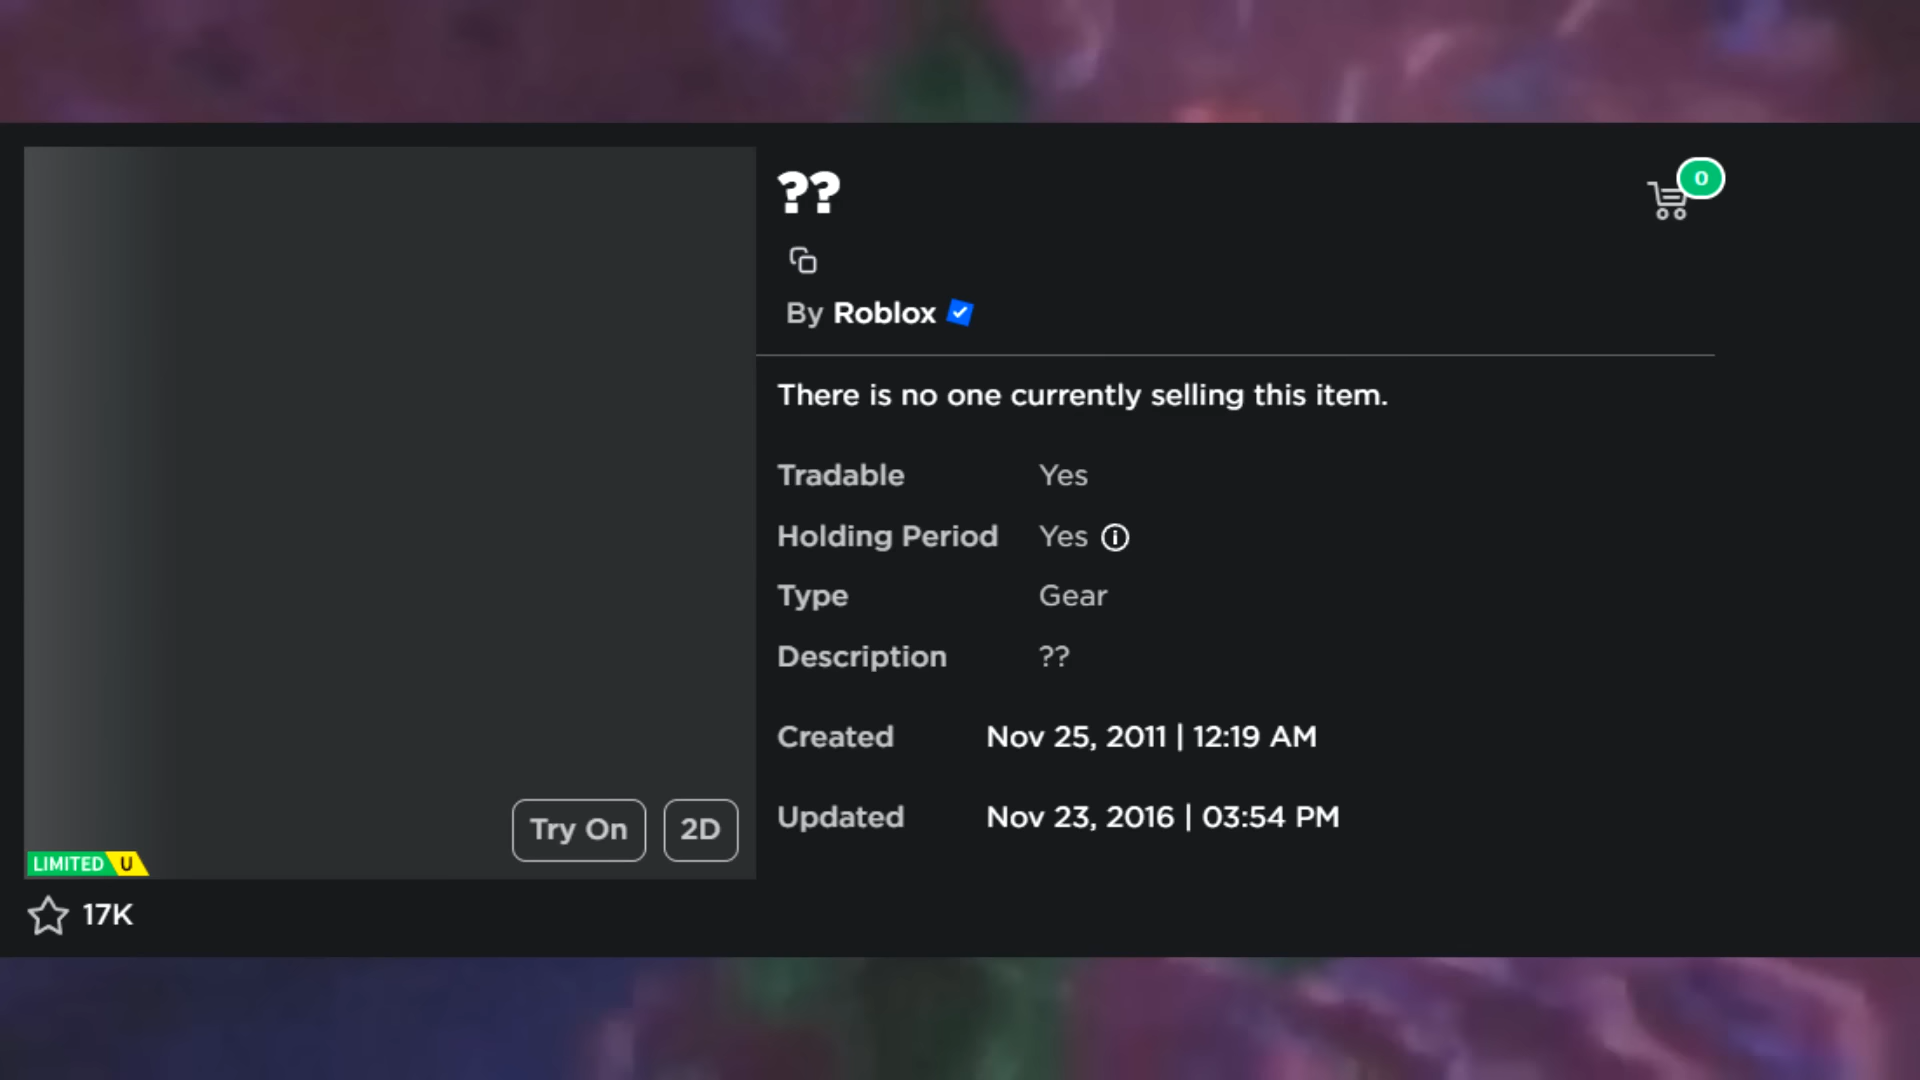 ??
0
By Roblox
There is no one currently selling this item.
Tradable Yes
Holding Period Yes
Type Gear
Description ??
Created Nov 25, 2011 | 12:19 AM
Updated Nov 23, 2016 | 03:54 PM
Try On 2D
LIMITED U
17K